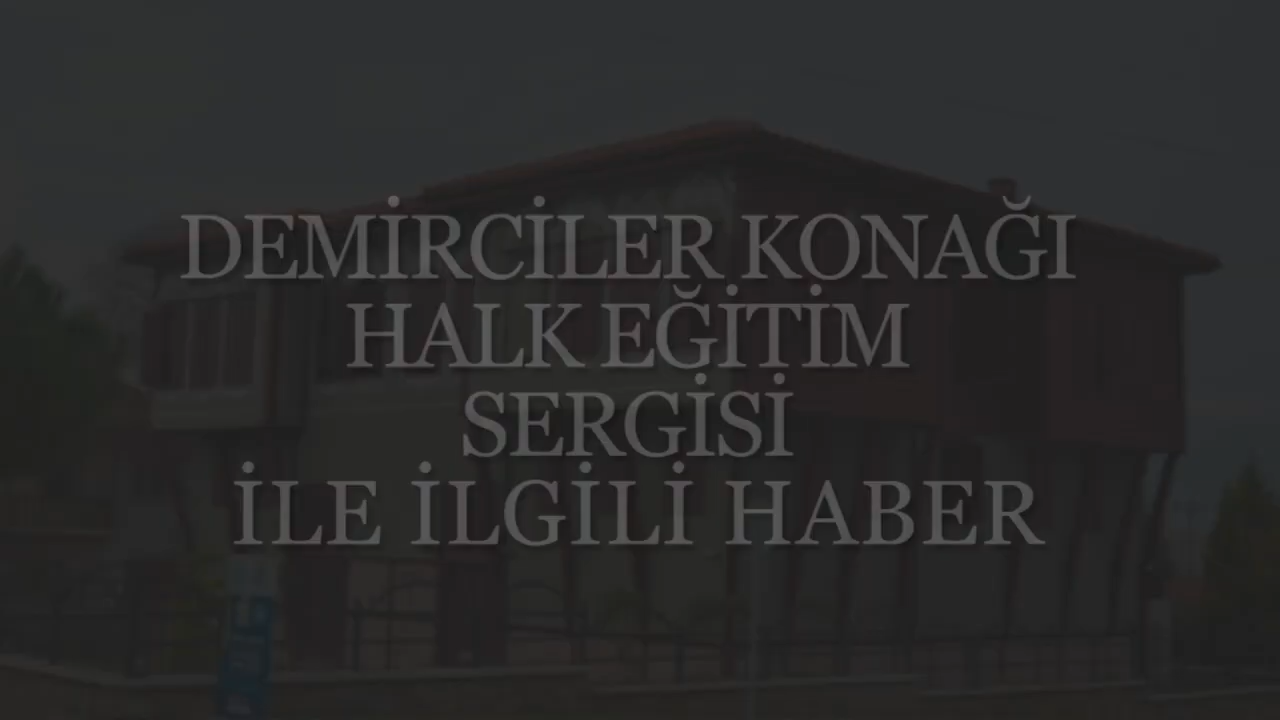 DEMİRCİLER KONAĞI
HALK EĞİTİM
SERGİSİ
İLE İLGİLİ HABER